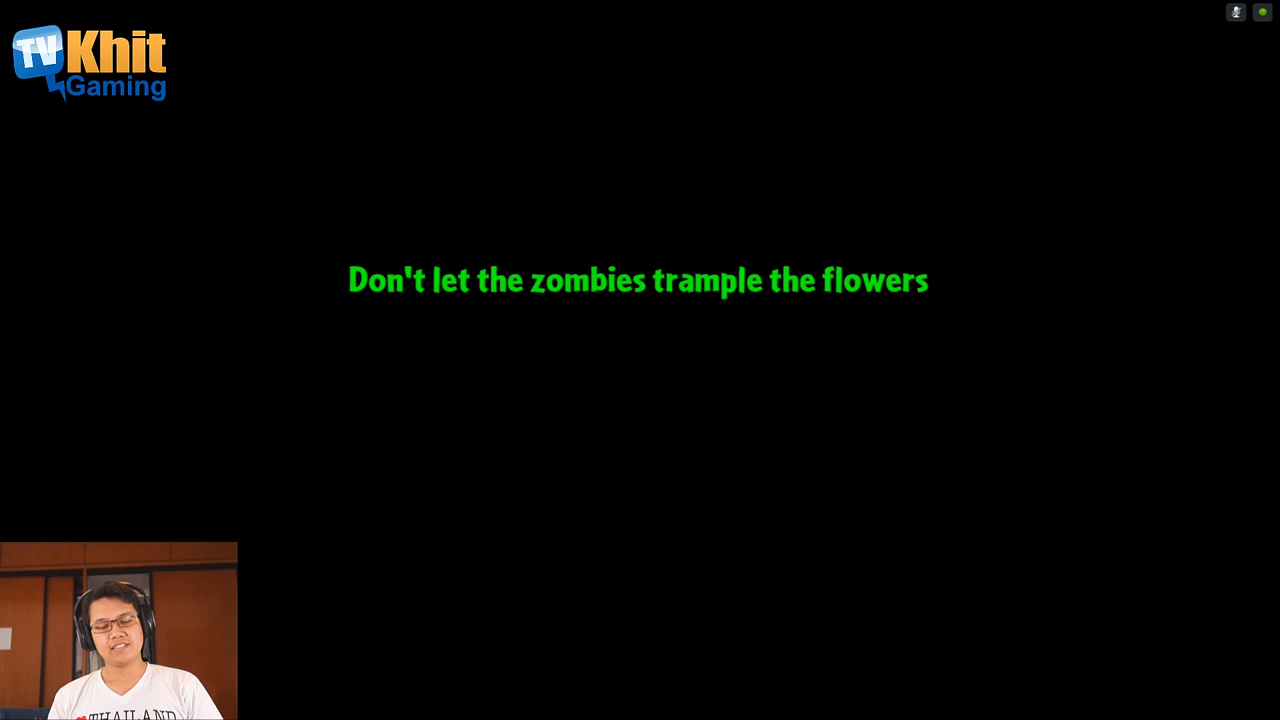 TV Khit
Gaming
Don't let the zombies trample the flowers
THAILAND